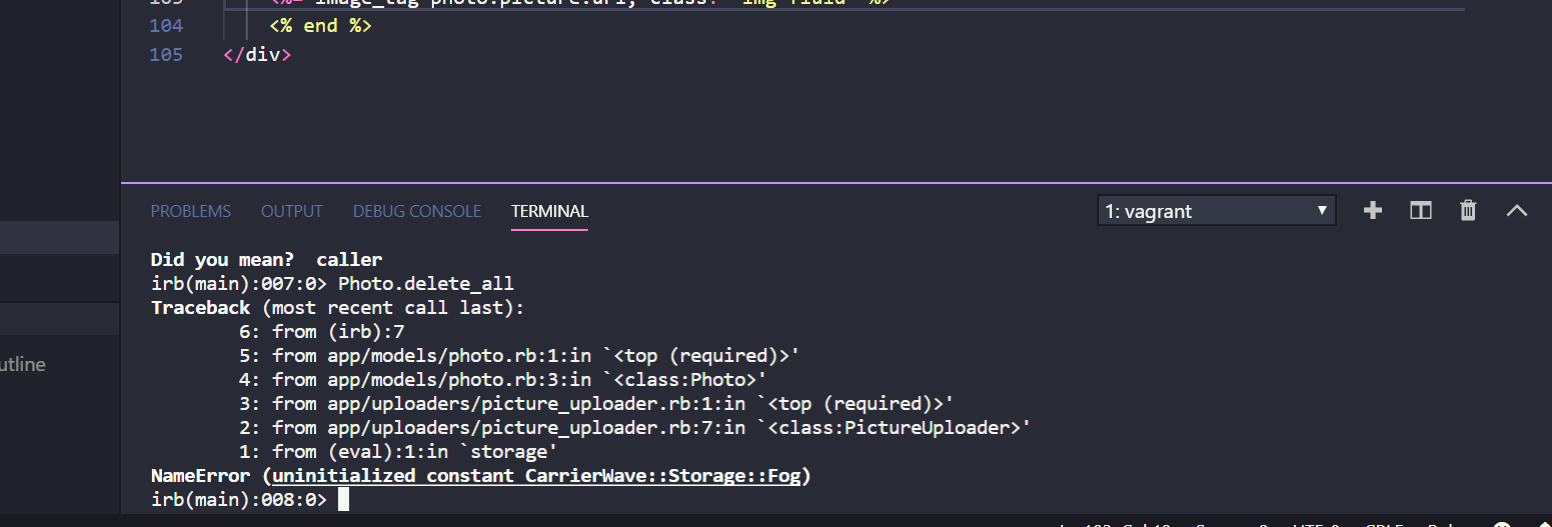 104 <% end %>
105 </div>
PROBLEMS OUTPUT DEBUG CONSOLE TERMINAL 1: vagrant
Did you mean?  caller
irb(main):007:0> Photo.delete_all
Traceback (most recent call last):
        6: from (irb):7
        5: from app/models/photo.rb:1:in `<top (required)>'
        4: from app/models/photo.rb:3:in `<class:Photo>'
        3: from app/uploaders/picture_uploader.rb:1:in `<top (required)>'
        2: from app/uploaders/picture_uploader.rb:7:in `<class:PictureUploader>'
        1: from (eval):1:in `storage'
NameError (uninitialized constant CarrierWave::Storage::Fog)
irb(main):008:0>
utline